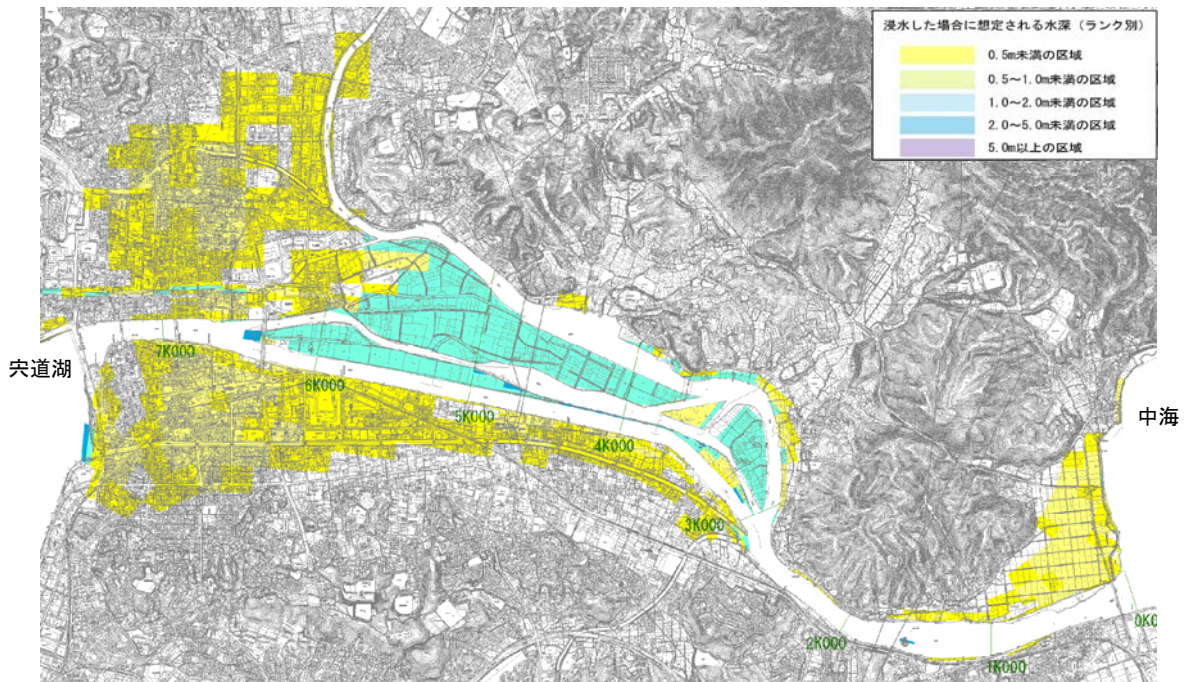 浸水した場合に想定される水深（ランク別）
0.5m未満の区域
0.5～1.0m未満の区域
1.0～2.0m未満の区域
2.0～5.0m未満の区域
5.0m以上の区域
宍道湖
7K000
6K000
5K000
4K000
3K000
2K000
1K000
中海